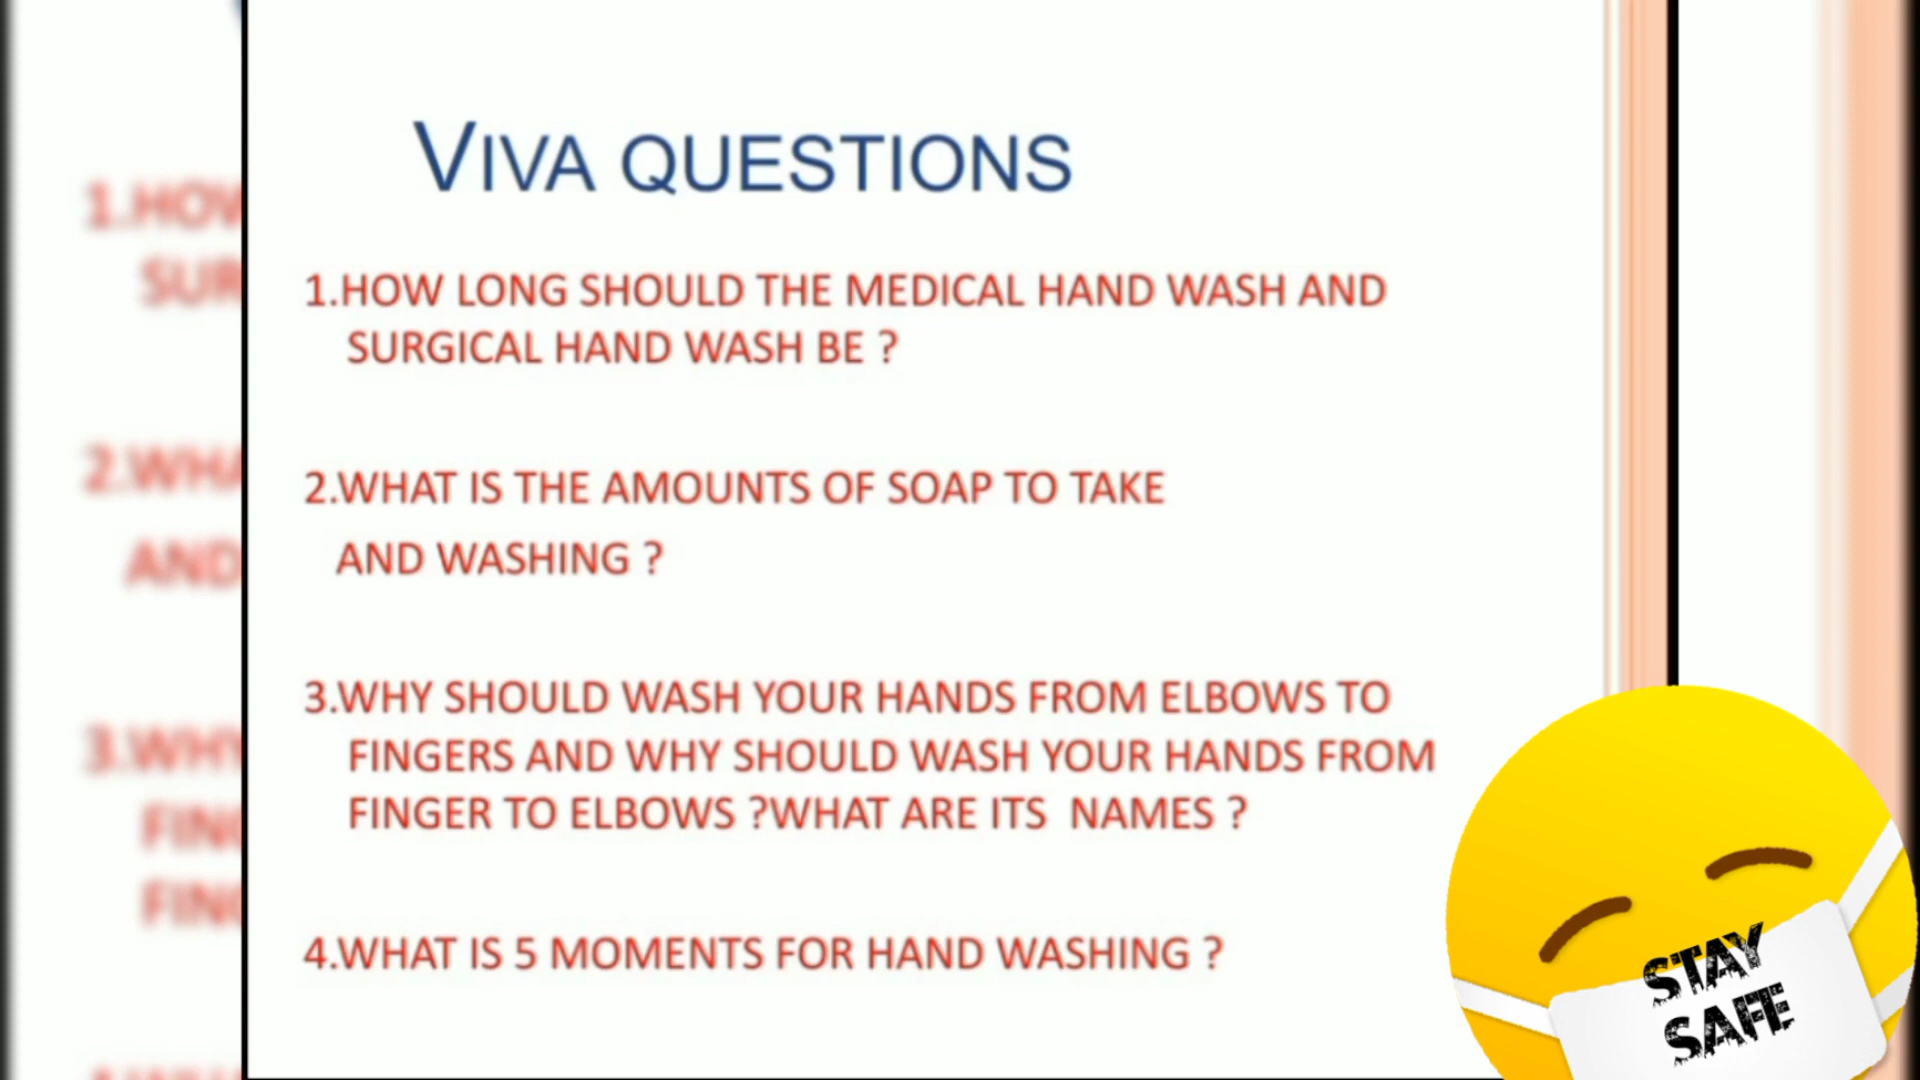 VIVA QUESTIONS
1.HOW LONG SHOULD THE MEDICAL HAND WASH AND
SURGICAL HAND WASH BE ?
2.WHAT IS THE AMOUNTS OF SOAP TO TAKE
AND WASHING ?
3.WHY SHOULD WASH YOUR HANDS FROM ELBOWS TO
FINGERS AND WHY SHOULD WASH YOUR HANDS FROM
FINGER TO ELBOWS ?WHAT ARE ITS NAMES ?
4.WHAT IS 5 MOMENTS FOR HAND WASHING ?
STAY
SAFE